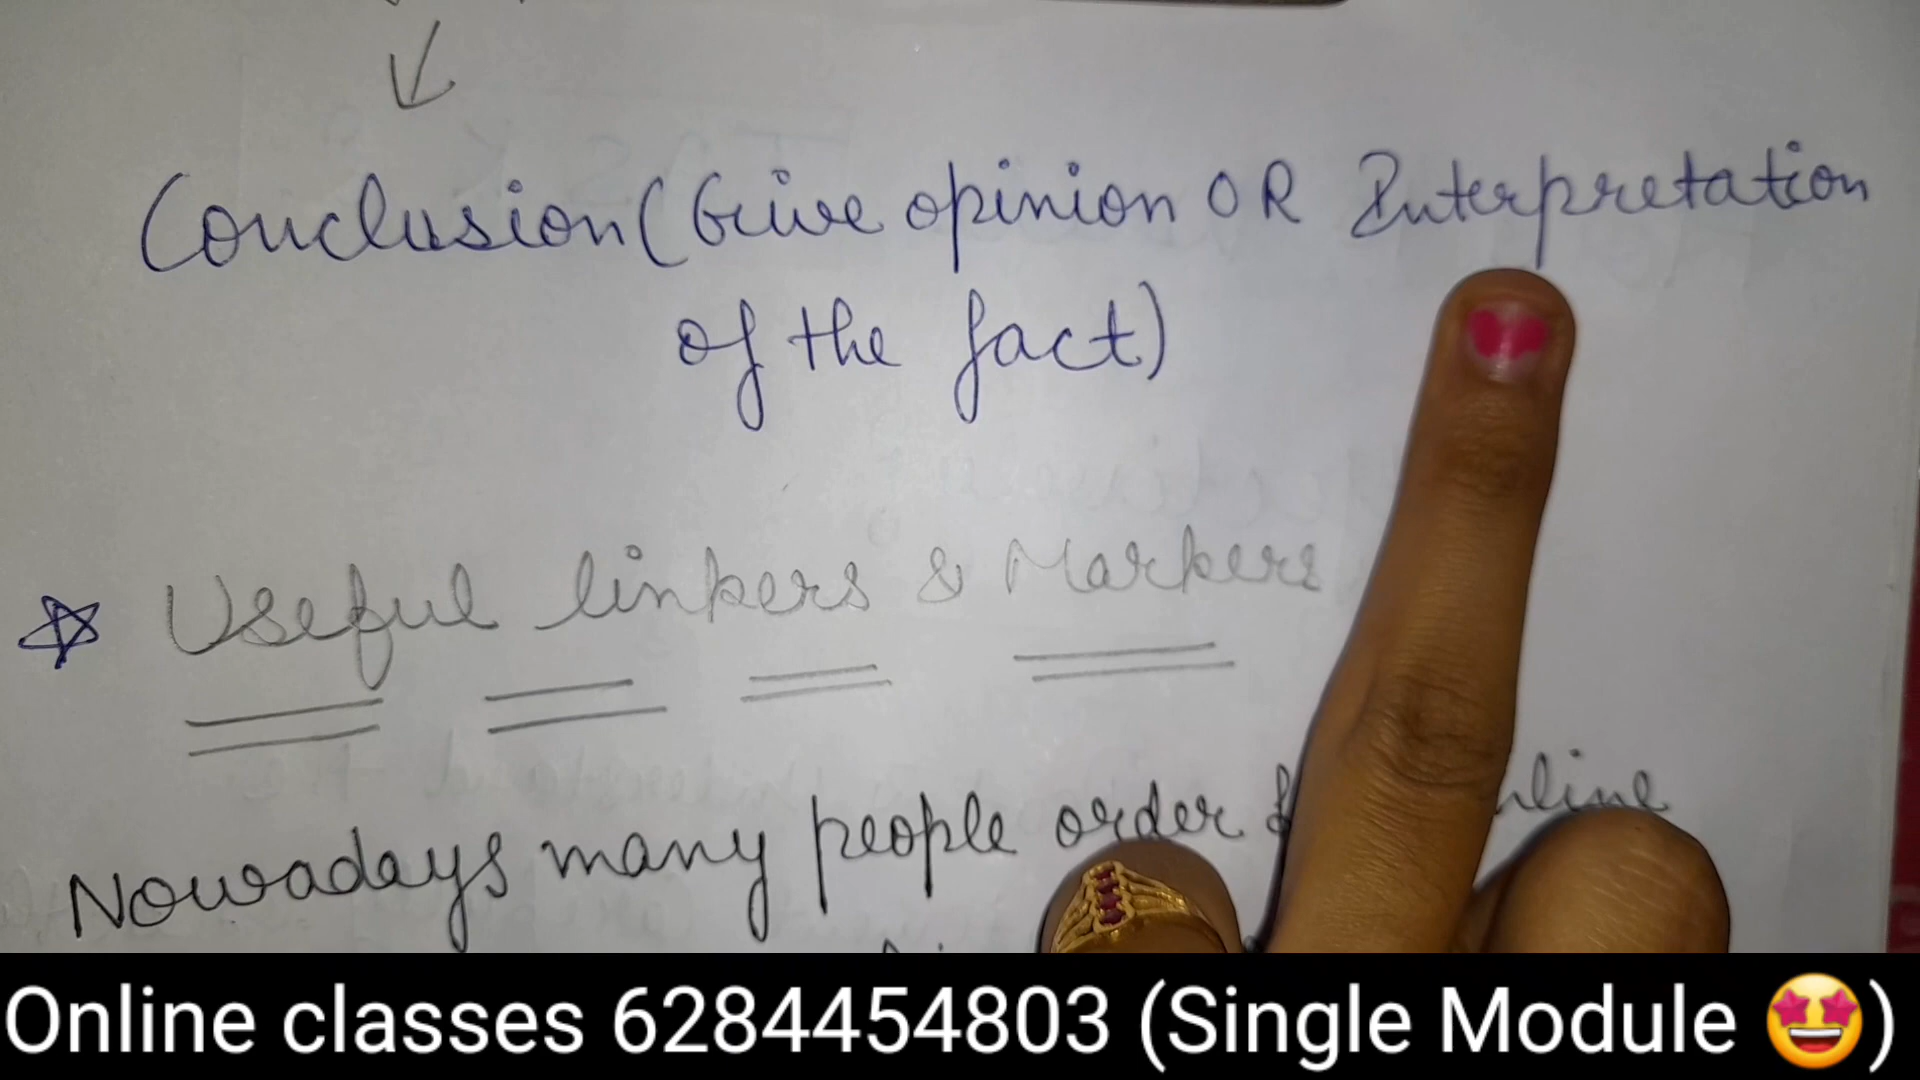 Conclusion (Give opinion OR Interpretation
of the fact)
Useful linkers & Markers
Nowadays many people order online
Online classes 6284454803 (Single Module 🤩)